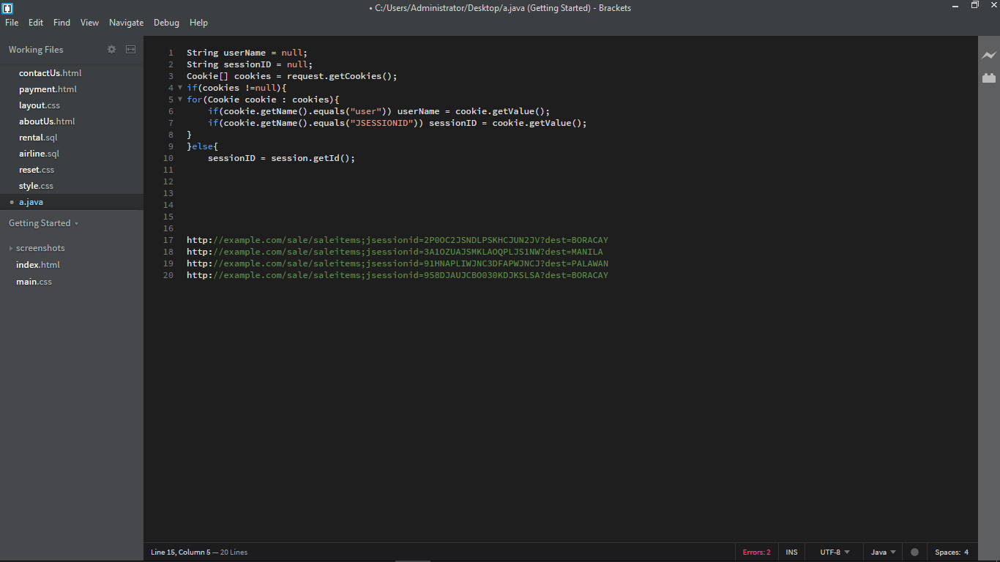 • C:/Users/Administrator/Desktop/a.java (Getting Started) - Brackets
File Edit Find View Navigate Debug Help
Working Files
contactUs.html
payment.html
layout.css
aboutUs.html
rental.sql
airline.sql
reset.css
style.css
a.java
Getting Started
screenshots
index.html
main.css
1 String userName = null;
2 String sessionID = null;
3 Cookie[] cookies = request.getCookies();
4 if(cookies !=null){
5 for(Cookie cookie : cookies){
6     if(cookie.getName().equals("user")) userName = cookie.getValue();
7     if(cookie.getName().equals("JSESSIONID")) sessionID = cookie.getValue();
8 }
9 }else{
10     sessionID = session.getId();
11
12
13
14
15
16
17 http://example.com/sale/saleitems;jsessionid=2P0OC2JSNDLPSKHCJUN2JV?dest=BORACAY
18 http://example.com/sale/saleitems;jsessionid=3A1OZUAJSMKLAOQPLJS1NW?dest=MANILA
19 http://example.com/sale/saleitems;jsessionid=91HNAPLIWJNC3DFAPWJNCJ?dest=PALAWAN
20 http://example.com/sale/saleitems;jsessionid=958DJAUJCBO030KDJKSLSA?dest=BORACAY
Line 15, Column 5 — 20 Lines
Errors: 2 INS UTF-8 Java Spaces: 4